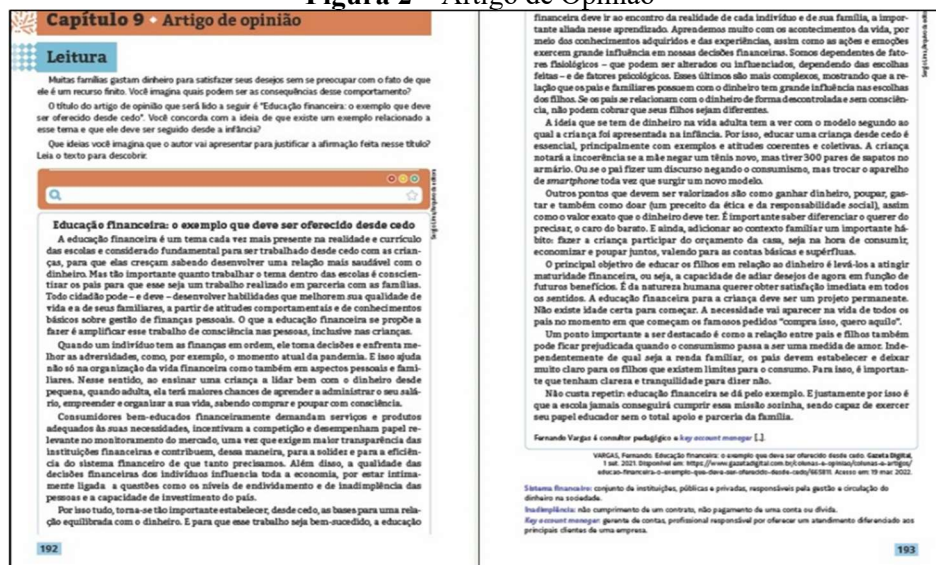 Figura 2 – Artigo de Opinião
Capítulo 9 • Artigo de opinião
Leitura
Muitas famílias gastam dinheiro para satisfazer seus desejos sem se preocupar com o fato de que
ele é um recurso finito. Você imagina quais podem ser as consequências desse comportamento?
O título do artigo de opinião que será lido a seguir é "Educação financeira: o exemplo que deve
ser oferecido desde cedo". Você concorda com a ideia de que existe um exemplo relacionado a
esse tema e que ele deve ser seguido desde a infância?
Que ideias você imagina que o autor vai apresentar para justificar a afirmação feita nesse título?
Leia o texto para descobrir.
Educação financeira: o exemplo que deve ser oferecido desde cedo
A educação financeira é um tema cada vez mais presente na realidade e currículo
das escolas e considerado fundamental para ser trabalhado desde cedo com as crian-
ças, para que elas cresçam sabendo desenvolver uma relação mais saudável com o
dinheiro. Mas tão importante quanto trabalhar o tema dentro das escolas é conscien-
tizar os pais para que esse seja um trabalho realizado em parceria com as famílias.
Todo cidadão pode – e deve – desenvolver habilidades que melhorem sua qualidade de
vida e a de seus familiares, a partir de atitudes comportamentais e de conhecimentos
básicos sobre gestão de finanças pessoais. O que a educação financeira se propõe a
fazer é amplificar esse trabalho de consciência nas pessoas, inclusive nas crianças.
Quando um indivíduo tem as finanças em ordem, ele toma decisões e enfrenta me-
lhor as adversidades, como, por exemplo, o momento atual da pandemia. E isso ajuda
não só na organização da vida financeira como também em aspectos pessoais e fami-
liares. Nesse sentido, ao ensinar uma criança a lidar bem com o dinheiro desde
pequena, quando adulta, ela terá maiores chances de aprender a administrar o seu salá-
rio, empreender e organizar a sua vida, sabendo comprar e poupar com consciência.
Consumidores bem-educados financeiramente demandam serviços e produtos
adequados às suas necessidades, incentivam a competição e desempenham papel re-
levante no monitoramento do mercado, uma vez que exigem maior transparência das
instituições financeiras e contribuem, dessa maneira, para a solidez e para a eficiên-
cia do sistema financeiro de que tanto precisamos. Além disso, a qualidade das
decisões financeiras dos indivíduos influencia toda a economia, por estar intima-
mente ligada a questões como os níveis de endividamento e de inadimplência das
pessoas e a capacidade de investimento do país.
Por isso tudo, torna-se tão importante estabelecer, desde cedo, as bases para uma rela-
ção equilibrada com o dinheiro. E para que esse trabalho seja bem-sucedido, a educação
192
financeira deve ir ao encontro da realidade de cada indivíduo e de sua família, a impor-
tante aliada nesse aprendizado. Aprendemos muito com os acontecimentos da vida, por
meio dos conhecimentos adquiridos e das experiências, assim como as ações e emoções
exercem grande influência em nossas decisões financeiras. Somos dependentes de fato-
res fisiológicos – que podem ser alterados ou influenciados, dependendo das escolhas
feitas – e de fatores psicológicos. Esses últimos são mais complexos, mostrando que a re-
lação que os pais e familiares possuem com o dinheiro tem grande influência nas escolhas
dos filhos. Se os pais se relacionam com o dinheiro de forma descontrolada e sem consciên-
cia, não podem cobrar que seus filhos sejam diferentes.
A ideia que se tem de dinheiro na vida adulta tem a ver com o modelo segundo ao
qual a criança foi apresentada na infância. Por isso, educar uma criança desde cedo é
essencial, principalmente com exemplos e atitudes coerentes e coletivas. A criança
notará a incoerência se a mãe negar um tênis novo, mas tiver 300 pares de sapatos no
armário. Ou se o pai fizer um discurso negando o consumismo, mas trocar o aparelho
de smartphone toda vez que surgir um novo modelo.
Outros pontos que devem ser valorizados são como ganhar dinheiro, poupar, gas-
tar e também como doar (um preceito da ética e da responsabilidade social), assim
como o valor exato que o dinheiro deve ter. É importante saber diferenciar o querer do
precisar, o caro do barato. E ainda, adicionar ao contexto familiar um importante há-
bito: fazer a criança participar do orçamento da casa, seja na hora de consumir,
economizar e poupar juntos, valendo para as contas básicas e supérfluas.
O principal objetivo de educar os filhos em relação ao dinheiro é levá-los a atingir
maturidade financeira, ou seja, a capacidade de adiar desejos de agora em função de
futuros benefícios. É da natureza humana querer obter satisfação imediata em todos
os sentidos. A educação financeira para a criança deve ser um projeto permanente.
Não existe idade certa para começar. A necessidade vai aparecer na vida de todos os
pais no momento em que começam os famosos pedidos "compra isso, quero aquilo".
Um ponto importante a ser destacado é como a relação entre pais e filhos também
pode ficar prejudicada quando o consumismo passa a ser uma medida de amor. Inde-
pendentemente de qual seja a renda familiar, os pais devem estabelecer e deixar
muito claro para os filhos que existem limites para o consumo. Para isso, é importan-
te que tenham clareza e tranquilidade para dizer não.
Não custa repetir: educação financeira se dá pelo exemplo. E justamente por isso é
que a escola jamais conseguirá cumprir essa missão sozinha, sendo capaz de exercer
seu papel educador sem o total apoio e parceria da família.
Fernando Vargas é consultor pedagógico e key account manager [...].
VARGAS, Fernando. Educação financeira: o exemplo que deve ser oferecido desde cedo. Gazeta Digital,
1 set. 2021. Disponível em: https://www.gazetadigital.com.br/colunas-e-opiniao/colunas-e-artigos/
educao-financeira-o-exemplo-que-deve-ser-oferecido-desde-cedo/665811. Acesso em: 19 mar. 2022.
Sistema financeiro: conjunto de instituições, públicas e privadas, responsáveis pela gestão e circulação do
dinheiro na sociedade.
Inadimplência: não cumprimento de um contrato, não pagamento de uma conta ou dívida.
Key account manager: gerente de contas, profissional responsável por oferecer um atendimento diferenciado aos
principais clientes de uma empresa.
193